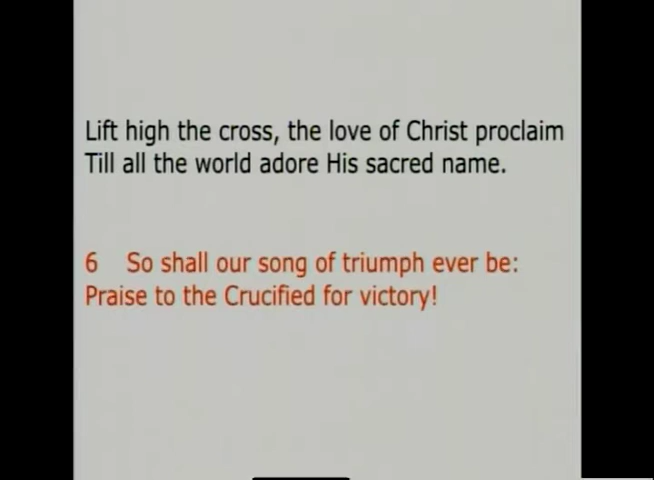 Lift high the cross, the love of Christ proclaim
Till all the world adore His sacred name.
6 So shall our song of triumph ever be:
Praise to the Crucified for victory!